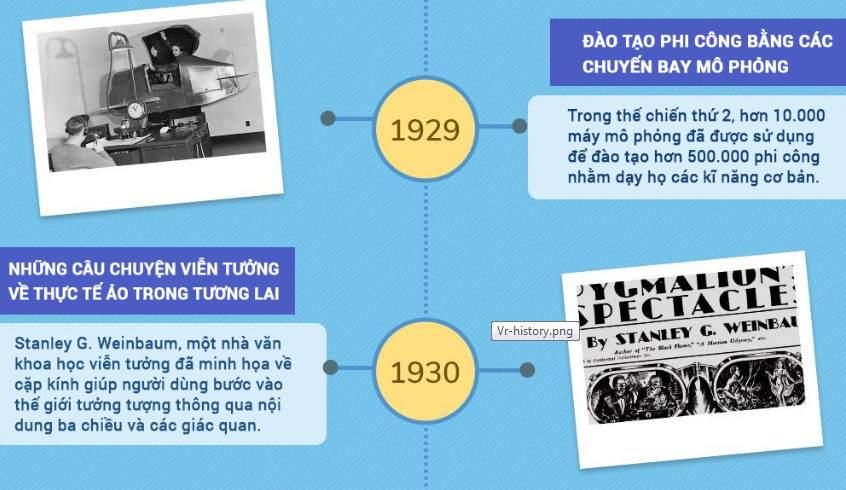 ĐÀO TẠO PHI CÔNG BẰNG CÁC
CHUYẾN BAY MÔ PHỎNG
1929
Trong thế chiến thứ 2, hơn 10.000
máy mô phỏng đã được sử dụng
để đào tạo hơn 500.000 phi công
nhằm dạy họ các kĩ năng cơ bản.
NHỮNG CÂU CHUYỆN VIỄN TƯỞNG
VỀ THỰC TẾ ẢO TRONG TƯƠNG LAI
Stanley G. Weinbaum, một nhà văn
khoa học viễn tưởng đã minh họa về
cặp kính giúp người dùng bước vào
thế giới tưởng tượng thông qua nội
dung ba chiều và các giác quan.
1930
Vr-history.png
PYGMALION'S
SPECTACLES
By STANLEY G. WEINBAU
Author of "The Black Flame," "A Martian Odyssey," etc.